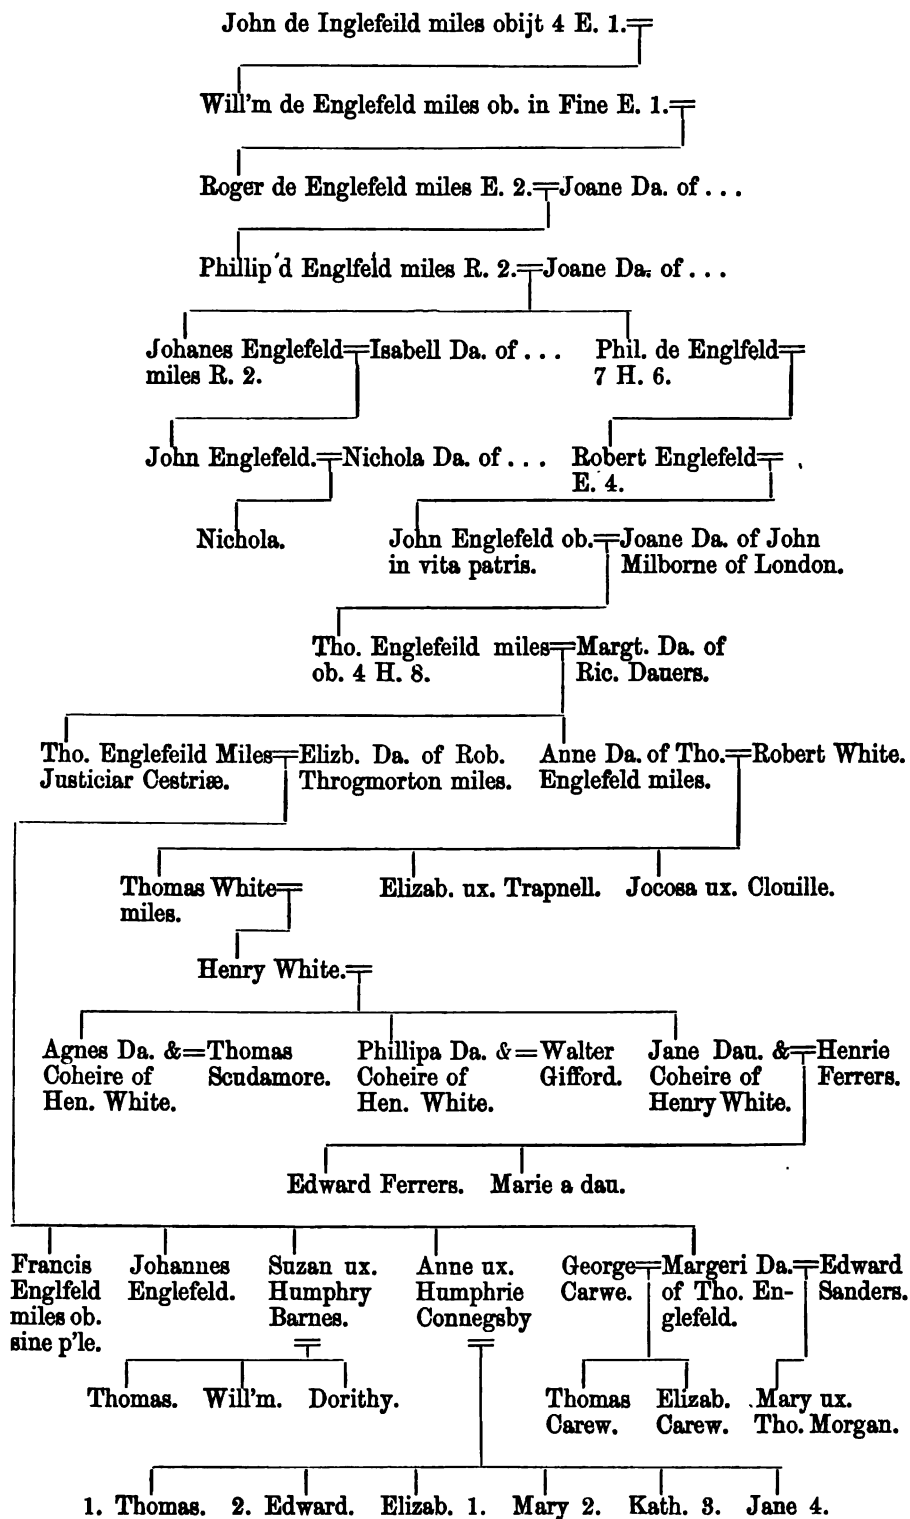 John de Inglefeild miles obijt 4 E. 1.
Will'm de Englefeld miles ob. in Fine E. 1.
Roger de Englefeld miles E. 2. Joane Da. of . . .
Phillip'd Englfeld miles R. 2. Joane Da. of . . .
Johanes Englefeld Isabell Da. of . . . Phil. de Englfeld
miles R. 2. 7 H. 6.
John Englefeld. Nichola Da. of . . . Robert Englefeld
E. 4.
Nichola. John Englefeld ob. Joane Da. of John
in vita patris. Milborne of London.
Tho. Englefeild miles Margt. Da. of
ob. 4 H. 8. Ric. Dauers.
Tho. Englefeild Miles Elizb. Da. of Rob. Anne Da. of Tho. Robert White.
Justiciar Cestriæ. Throgmorton miles. Englefeld miles.
Thomas White Elizab. ux. Trapnell. Jocosa ux. Clouille.
miles.
Henry White.
Agnes Da. &=Thomas Phillipa Da. &=Walter Jane Dau. & Henrie
Coheire of Scudamore. Coheire of Gifford. Coheire of Ferrers.
Hen. White. Hen. White. Henry White.
Edward Ferrers. Marie a dau.
Francis Johannes Suzan ux. Anne ux. George Margeri Da. Edward
Englfeld Englefeld. Humphry Humphrie Carwe. of Tho. En- Sanders.
miles ob. Barnes. Connegsby glefeld.
sine p'le.
Thomas. Will'm. Dorithy. Thomas Elizab. Mary ux.
Carew. Carew. Tho. Morgan.
1. Thomas. 2. Edward. Elizab. 1. Mary 2. Kath. 3. Jane 4.